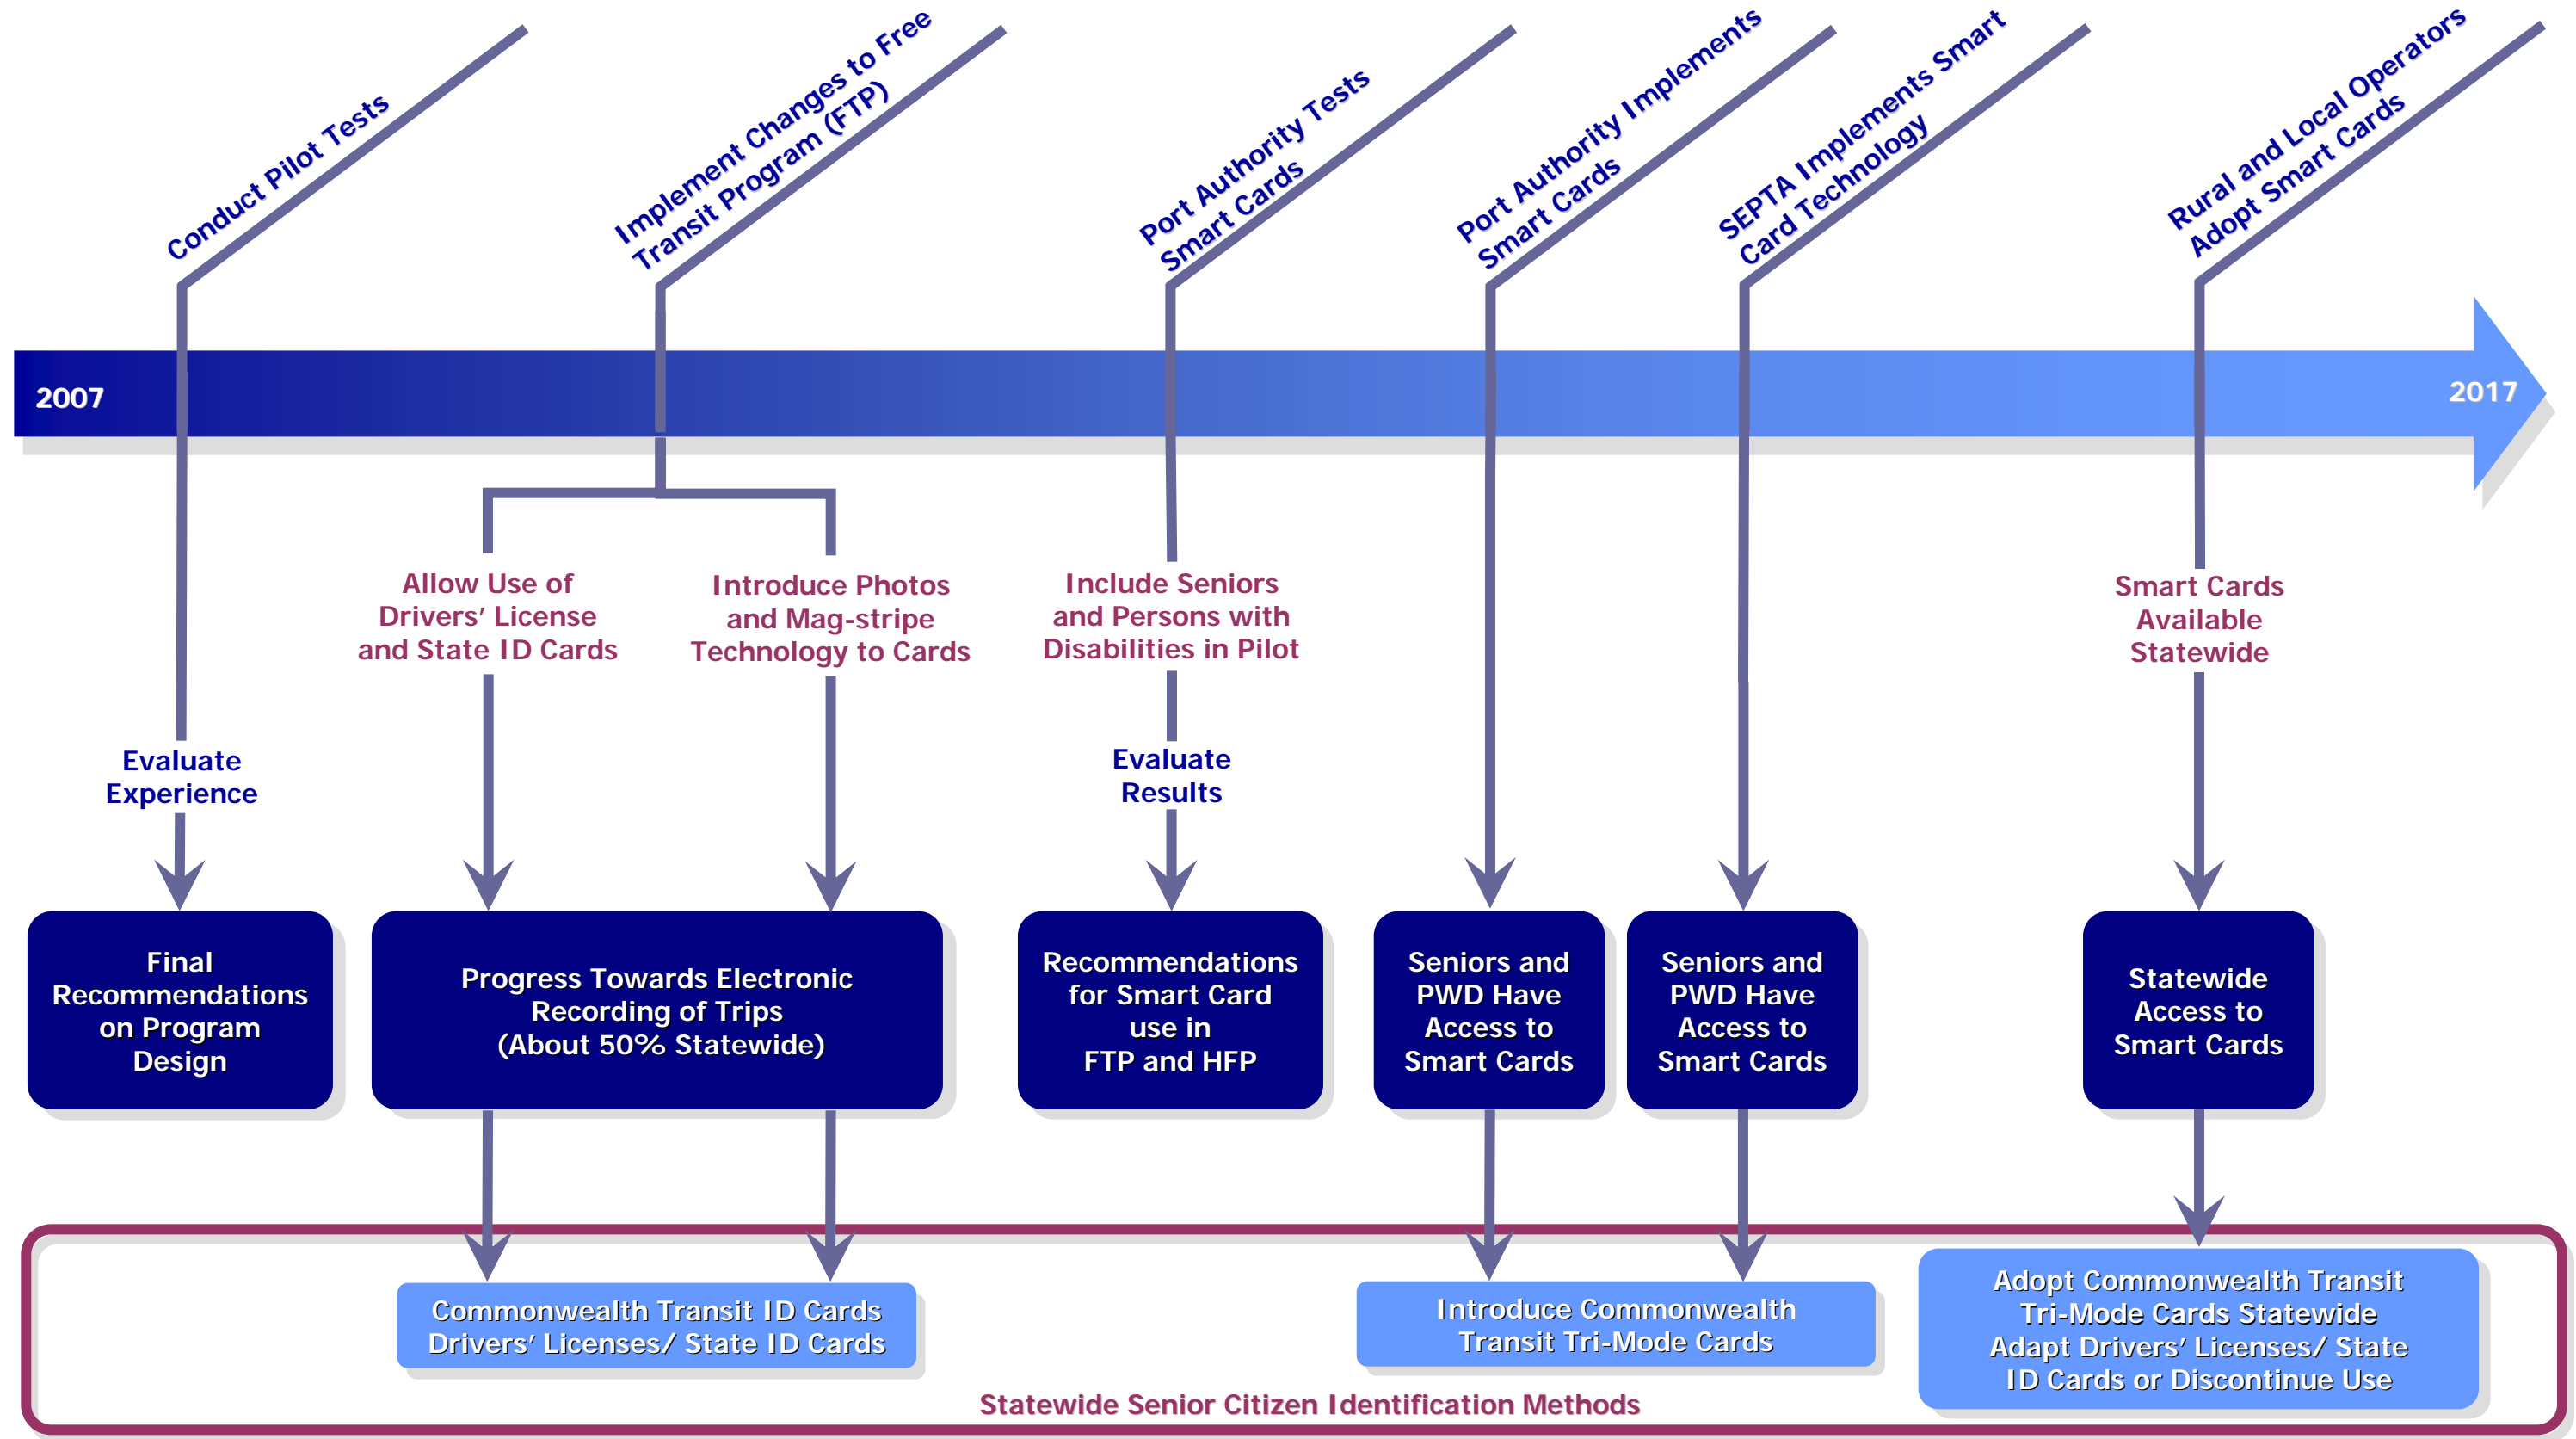 Conduct Pilot Tests
Implement Changes to Free
Transit Program (FTP)
Port Authority Tests
Smart Cards
Port Authority Implements
Smart Cards
SEPTA Implements Smart
Card Technology
Rural and Local Operators
Adopt Smart Cards
2007
2017
Allow Use of
Drivers’ License
and State ID Cards
Introduce Photos
and Mag-stripe
Technology to Cards
Include Seniors
and Persons with
Disabilities in Pilot
Smart Cards
Available
Statewide
Evaluate
Experience
Evaluate
Results
Final
Recommendations
on Program
Design
Progress Towards Electronic
Recording of Trips
(About 50% Statewide)
Recommendations
for Smart Card
use in
FTP and HFP
Seniors and
PWD Have
Access to
Smart Cards
Seniors and
PWD Have
Access to
Smart Cards
Statewide
Access to
Smart Cards
Commonwealth Transit ID Cards
Drivers’ Licenses/ State ID Cards
Introduce Commonwealth
Transit Tri-Mode Cards
Adopt Commonwealth Transit
Tri-Mode Cards Statewide
Adapt Drivers’ Licenses/ State
ID Cards or Discontinue Use
Statewide Senior Citizen Identification Methods